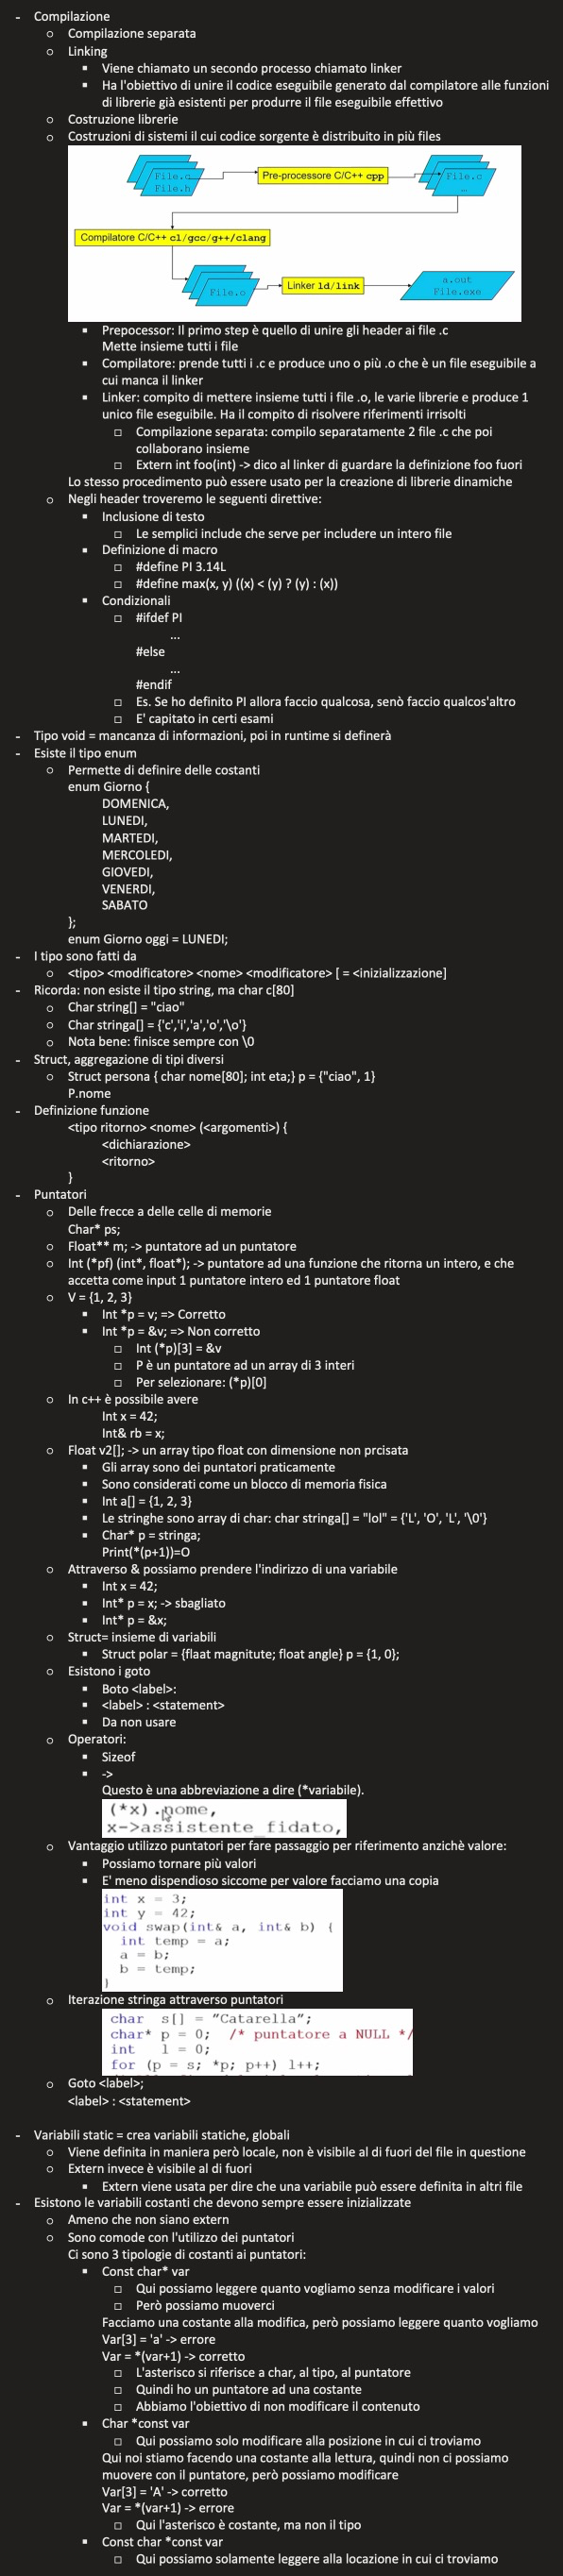 - Compilazione
o Compilazione separata
o Linking
▪ Viene chiamato un secondo processo chiamato linker
▪ Ha l'obiettivo di unire il codice eseguibile generato dal compilatore alle funzioni
di librerie già esistenti per produrre il file eseguibile effettivo
o Costruzione librerie
o Costruzioni di sistemi il cui codice sorgente è distribuito in più files
File.c
File.h
Pre-processore C/C++ cpp
File.c
...
Compilatore C/C++ cl/gcc/g++/clang
File.o
Linker ld/link
a.out
File.exe
▪ Prepocessor: Il primo step è quello di unire gli header ai file .c
Mette insieme tutti i file
▪ Compilatore: prende tutti i .c e produce uno o più .o che è un file eseguibile a
cui manca il linker
▪ Linker: compito di mettere insieme tutti i file .o, le varie librerie e produce 1
unico file eseguibile. Ha il compito di risolvere riferimenti irrisolti
□ Compilazione separata: compilo separatamente 2 file .c che poi
collaborano insieme
□ Extern int foo(int) -> dico al linker di guardare la definizione foo fuori
Lo stesso procedimento può essere usato per la creazione di librerie dinamiche
o Negli header troveremo le seguenti direttive:
▪ Inclusione di testo
□ Le semplici include che serve per includere un intero file
▪ Definizione di macro
□ #define PI 3.14L
□ #define max(x, y) ((x) < (y) ? (y) : (x))
▪ Condizionali
□ #ifdef PI
...
#else
...
#endif
□ Es. Se ho definito PI allora faccio qualcosa, senò faccio qualcos'altro
□ E' capitato in certi esami
- Tipo void = mancanza di informazioni, poi in runtime si definerà
- Esiste il tipo enum
o Permette di definire delle costanti
enum Giorno {
DOMENICA,
LUNEDI,
MARTEDI,
MERCOLEDI,
GIOVEDI,
VENERDI,
SABATO
};
enum Giorno oggi = LUNEDI;
- I tipo sono fatti da
o <tipo> <modificatore> <nome> <modificatore> [ = <inizializzazione]
- Ricorda: non esiste il tipo string, ma char c[80]
o Char string[] = "ciao"
o Char stringa[] = {'c','i','a','o','\o'}
o Nota bene: finisce sempre con \0
- Struct, aggregazione di tipi diversi
o Struct persona { char nome[80]; int eta;} p = {"ciao", 1}
P.nome
- Definizione funzione
<tipo ritorno> <nome> (<argomenti>) {
<dichiarazione>
<ritorno>
}
- Puntatori
o Delle frecce a delle celle di memorie
Char* ps;
o Float** m; -> puntatore ad un puntatore
o Int (*pf) (int*, float*); -> puntatore ad una funzione che ritorna un intero, e che
accetta come input 1 puntatore intero ed 1 puntatore float
o V = {1, 2, 3}
▪ Int *p = v; => Corretto
▪ Int *p = &v; => Non corretto
□ Int (*p)[3] = &v
□ P è un puntatore ad un array di 3 interi
□ Per selezionare: (*p)[0]
o In c++ è possibile avere
Int x = 42;
Int& rb = x;
o Float v2[]; -> un array tipo float con dimensione non prcisata
▪ Gli array sono dei puntatori praticamente
▪ Sono considerati come un blocco di memoria fisica
▪ Int a[] = {1, 2, 3}
▪ Le stringhe sono array di char: char stringa[] = "lol" = {'L', 'O', 'L', '\0'}
▪ Char* p = stringa;
Print(*(p+1))=O
o Attraverso & possiamo prendere l'indirizzo di una variabile
▪ Int x = 42;
▪ Int* p = x; -> sbagliato
▪ Int* p = &x;
o Struct= insieme di variabili
▪ Struct polar = {flaat magnitute; float angle} p = {1, 0};
o Esistono i goto
▪ Boto <label>:
▪ <label> : <statement>
▪ Da non usare
o Operatori:
▪ Sizeof
▪ ->
Questo è una abbreviazione a dire (*variabile).
(*x).nome,
x->assistente_fidato,
o Vantaggio utilizzo puntatori per fare passaggio per riferimento anzichè valore:
▪ Possiamo tornare più valori
▪ E' meno dispendioso siccome per valore facciamo una copia
int x = 3;
int y = 42;
void swap(int& a, int& b) {
int temp = a;
a = b;
b = temp;
}
o Iterazione stringa attraverso puntatori
char s[] = "Catarella";
char* p = 0; /* puntatore a NULL */
int l = 0;
for (p = s; *p; p++) l++;
o Goto <label>;
<label> : <statement>
- Variabili static = crea variabili statiche, globali
o Viene definita in maniera però locale, non è visibile al di fuori del file in questione
o Extern invece è visibile al di fuori
▪ Extern viene usata per dire che una variabile può essere definita in altri file
- Esistono le variabili costanti che devono sempre essere inizializzate
o Ameno che non siano extern
o Sono comode con l'utilizzo dei puntatori
Ci sono 3 tipologie di costanti ai puntatori:
▪ Const char* var
□ Qui possiamo leggere quanto vogliamo senza modificare i valori
□ Però possiamo muoverci
Facciamo una costante alla modifica, però possiamo leggere quanto vogliamo
Var[3] = 'a' -> errore
Var = *(var+1) -> corretto
□ L'asterisco si riferisce a char, al tipo, al puntatore
□ Quindi ho un puntatore ad una costante
□ Abbiamo l'obiettivo di non modificare il contenuto
▪ Char *const var
□ Qui possiamo solo modificare alla posizione in cui ci troviamo
Qui noi stiamo facendo una costante alla lettura, quindi non ci possiamo
muovere con il puntatore, però possiamo modificare
Var[3] = 'A' -> corretto
Var = *(var+1) -> errore
□ Qui l'asterisco è costante, ma non il tipo
▪ Const char *const var
□ Qui possiamo solamente leggere alla locazione in cui ci troviamo